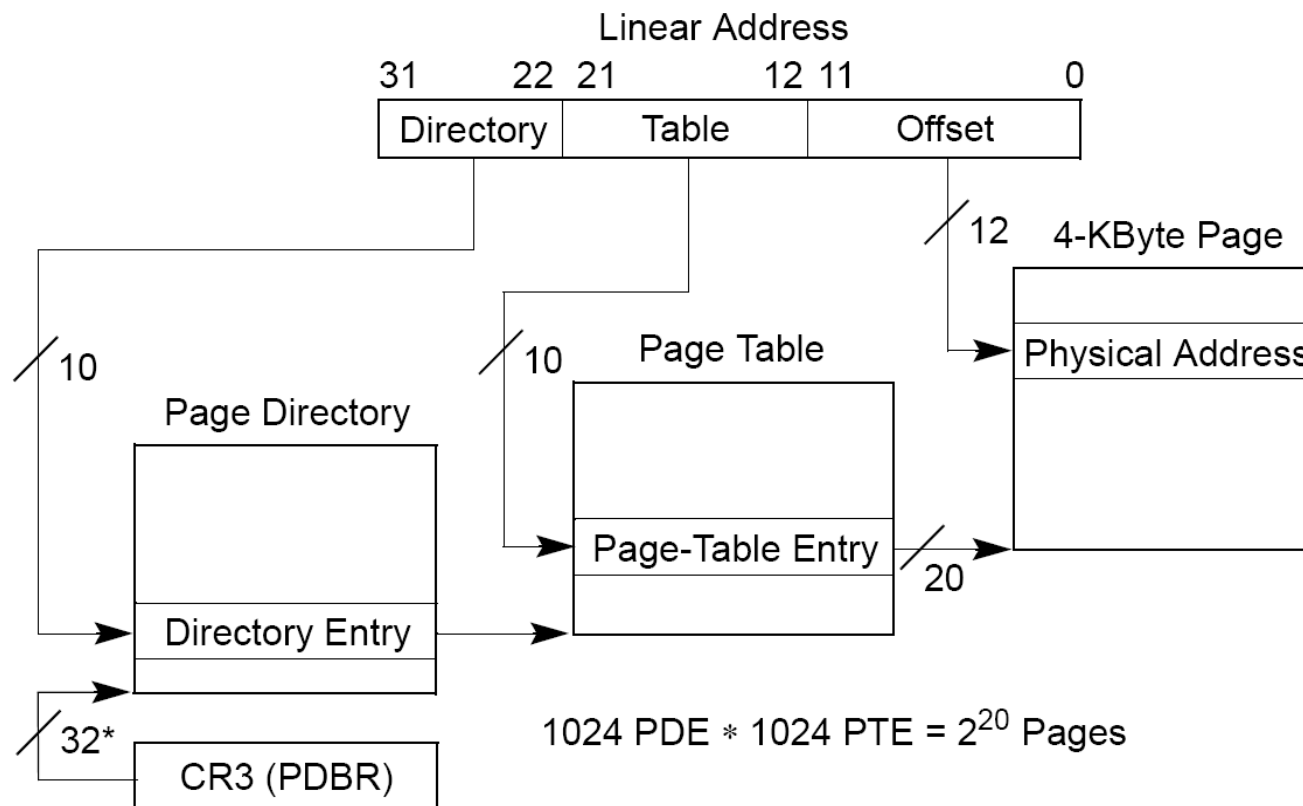 Linear Address
31 22 21 12 11 0
Directory Table Offset
12
4-KByte Page
10
10
Page Table
Physical Address
Page Directory
Page-Table Entry
20
Directory Entry
32*
1024 PDE * 1024 PTE = 2^20 Pages
CR3 (PDBR)